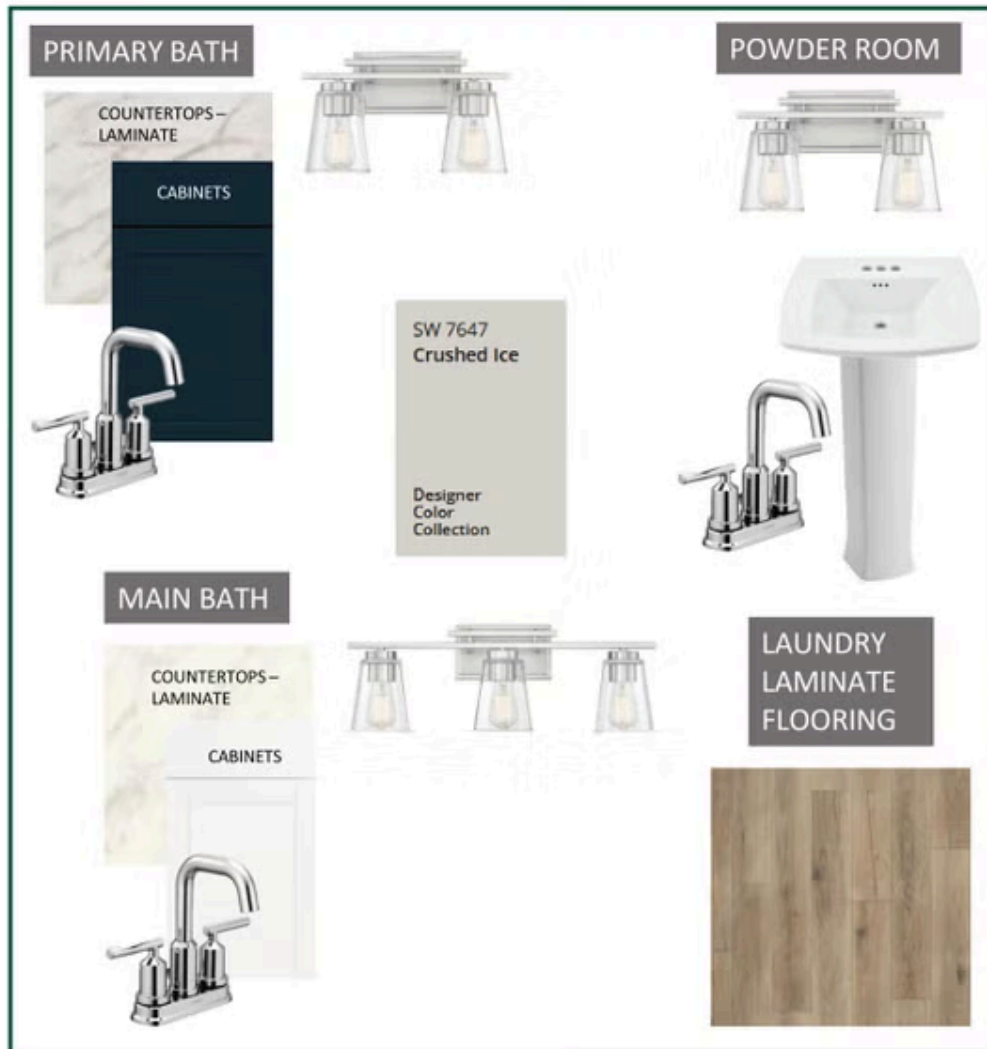 PRIMARY BATH
COUNTERTOPS –
LAMINATE
CABINETS
POWDER ROOM
SW 7647
Crushed Ice
Designer
Color
Collection
MAIN BATH
COUNTERTOPS –
LAMINATE
CABINETS
LAUNDRY
LAMINATE
FLOORING